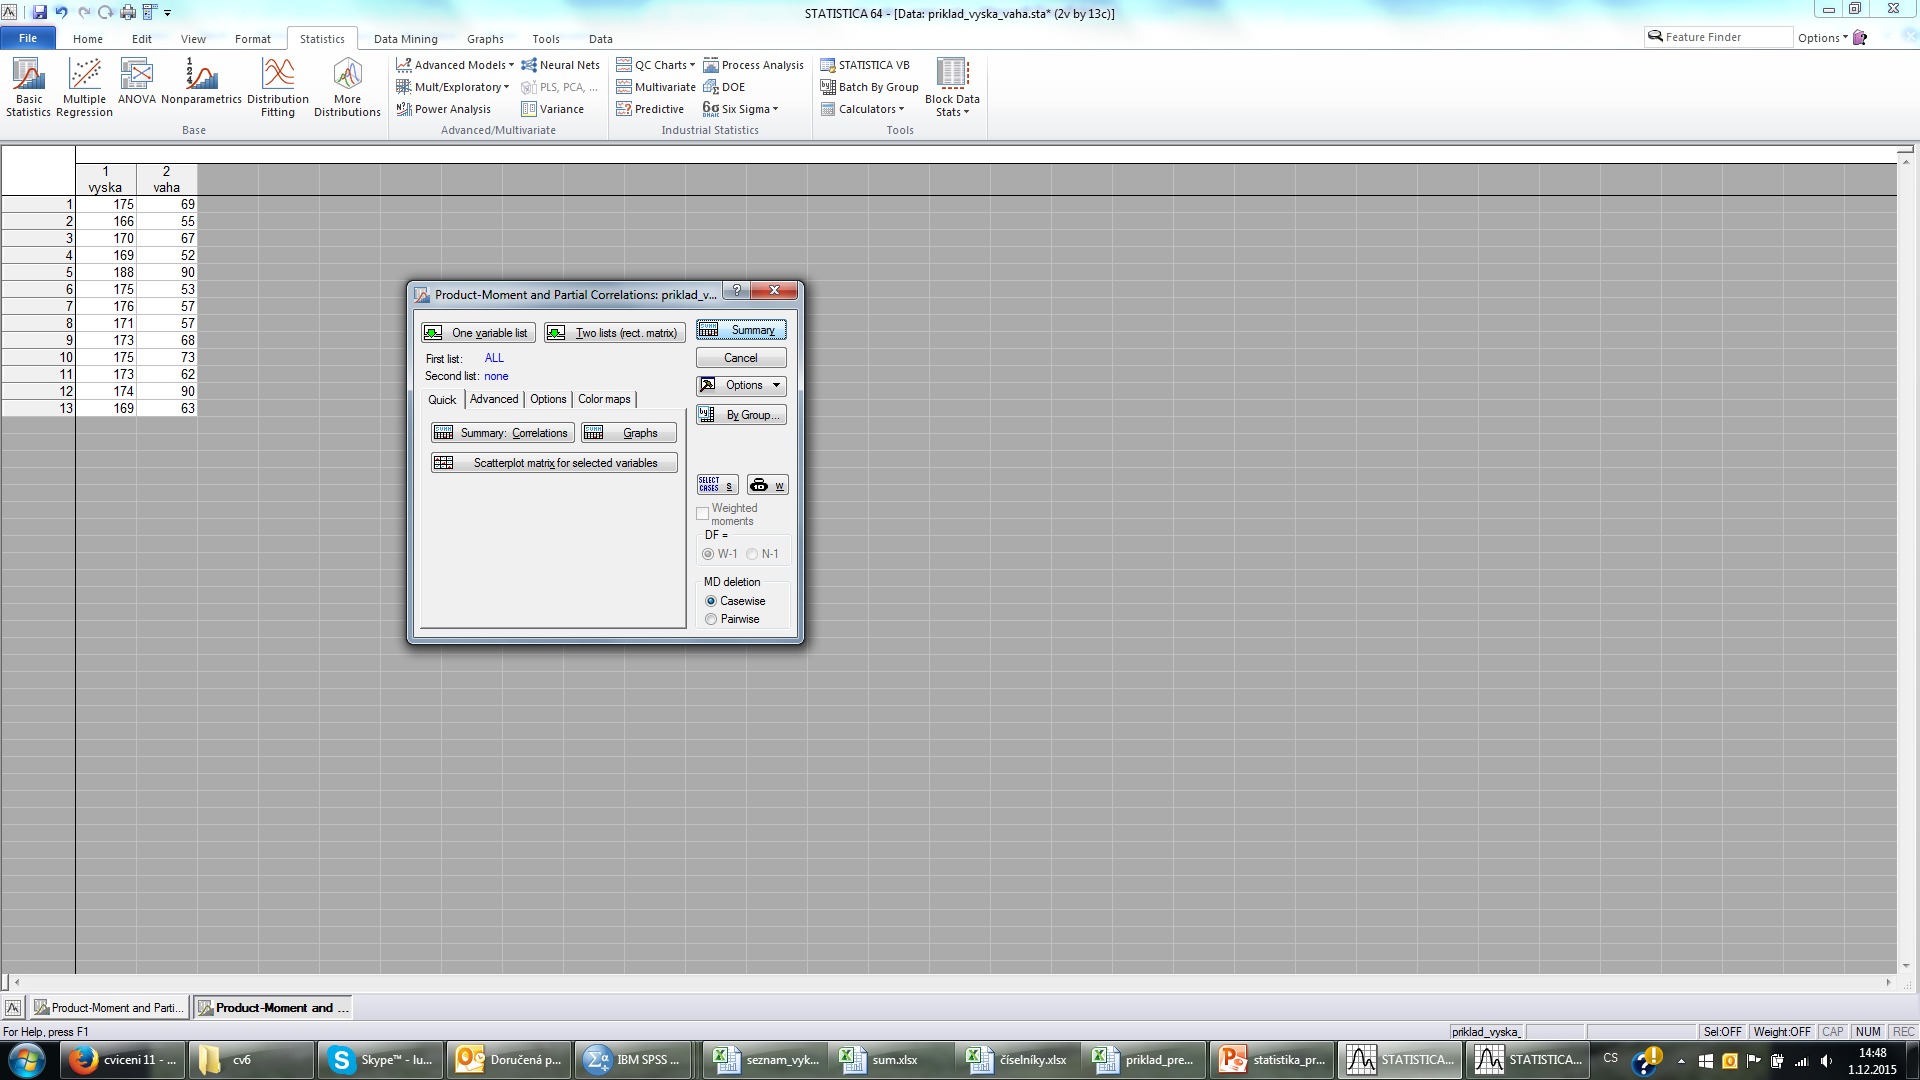 STATISTICA 64 - [Data: priklad_vyska_vaha.sta* (2v by 13c)]
File Home Edit View Format Statistics Data Mining Graphs Tools Data
Feature Finder Options
Basic Statistics
Multiple Regression
ANOVA
Nonparametrics
Distribution Fitting
More Distributions
Base
Advanced Models
Mult/Exploratory
Power Analysis
Neural Nets
PLS, PCA, ...
Variance
Advanced/Multivariate
QC Charts
Multivariate
Predictive
Process Analysis
DOE
Six Sigma
Industrial Statistics
STATISTICA VB
Batch By Group
Calculators
Block Data Stats
Tools
1 2
vyska vaha
1 175 69
2 166 55
3 170 67
4 169 52
5 188 90
6 175 53
7 176 57
8 171 57
9 173 68
10 175 73
11 173 62
12 174 90
13 169 63
Product-Moment and Partial Correlations: priklad_v...
One variable list
Two lists (rect. matrix)
First list: ALL
Second list: none
Quick Advanced Options Color maps
Summary: Correlations
Graphs
Scatterplot matrix for selected variables
Summary
Cancel
Options
By Group...
SELECT CASES S
W
Weighted moments
DF =
W-1 N-1
MD deletion
Casewise
Pairwise
Product-Moment and Parti...
Product-Moment and ...
For Help, press F1
priklad_vyska_
Sel:OFF Weight:OFF CAP NUM REC
cviceni 11 - ...
cv6
Skype™ - lu...
Doručená p...
IBM SPSS ...
seznam_vyk...
sum.xlsx
číselníky.xlsx
priklad_pre...
statistika_pr...
STATISTICA...
STATISTICA...
CS
14:48
1.12.2015